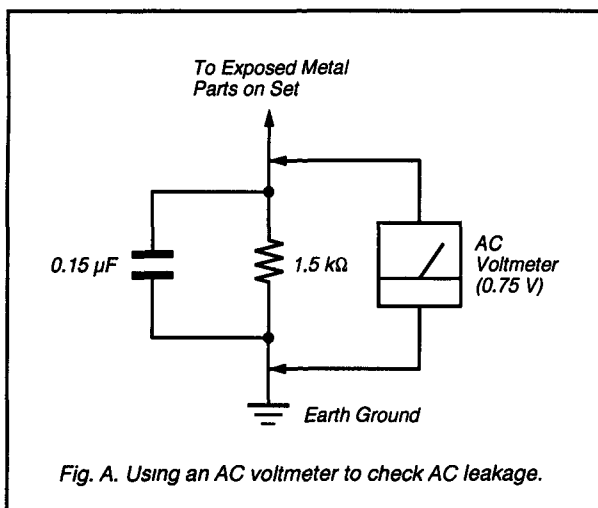 To Exposed Metal
Parts on Set
0.15 µF
1.5 kΩ
AC
Voltmeter
(0.75 V)
Earth Ground
Fig. A. Using an AC voltmeter to check AC leakage.